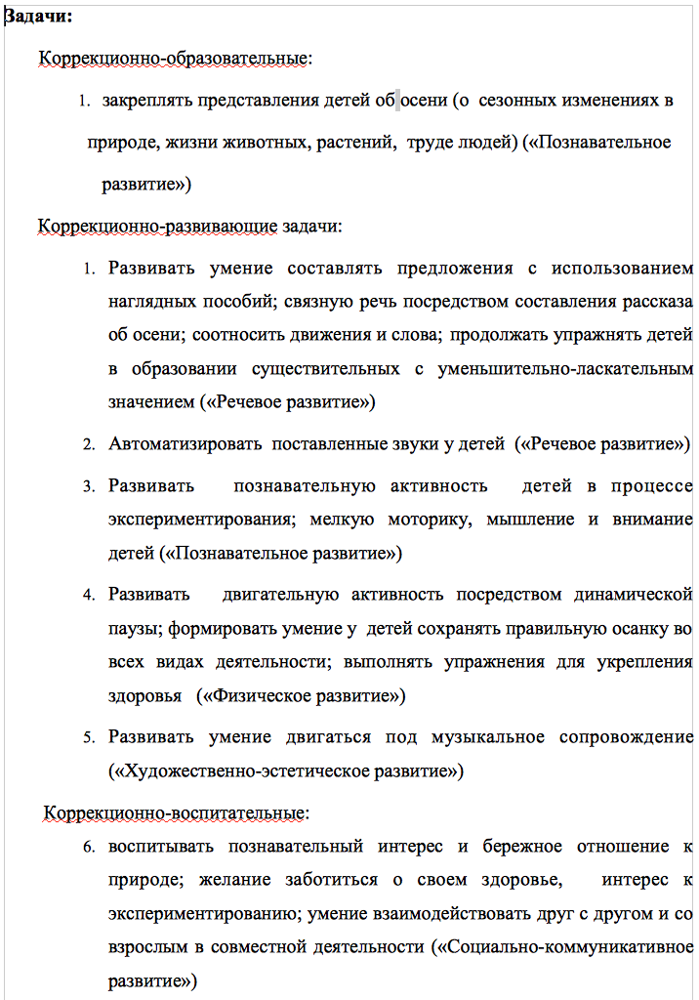 Задачи:
Коррекционно-образовательные:
1. закреплять представления детей об осени (о сезонных изменениях в
природе, жизни животных, растений, труде людей) («Познавательное
развитие»)
Коррекционно-развивающие задачи:
1. Развивать умение составлять предложения с использованием
наглядных пособий; связную речь посредством составления рассказа
об осени; соотносить движения и слова; продолжать упражнять детей
в образовании существительных с уменьшительно-ласкательным
значением («Речевое развитие»)
2. Автоматизировать поставленные звуки у детей («Речевое развитие»)
3. Развивать познавательную активность детей в процессе
экспериментирования; мелкую моторику, мышление и внимание
детей («Познавательное развитие»)
4. Развивать двигательную активность посредством динамической
паузы; формировать умение у детей сохранять правильную осанку во
всех видах деятельности; выполнять упражнения для укрепления
здоровья («Физическое развитие»)
5. Развивать умение двигаться под музыкальное сопровождение
(«Художественно-эстетическое развитие»)
Коррекционно-воспитательные:
6. воспитывать познавательный интерес и бережное отношение к
природе; желание заботиться о своем здоровье, интерес к
экспериментированию; умение взаимодействовать друг с другом и со
взрослым в совместной деятельности («Социально-коммуникативное
развитие»)